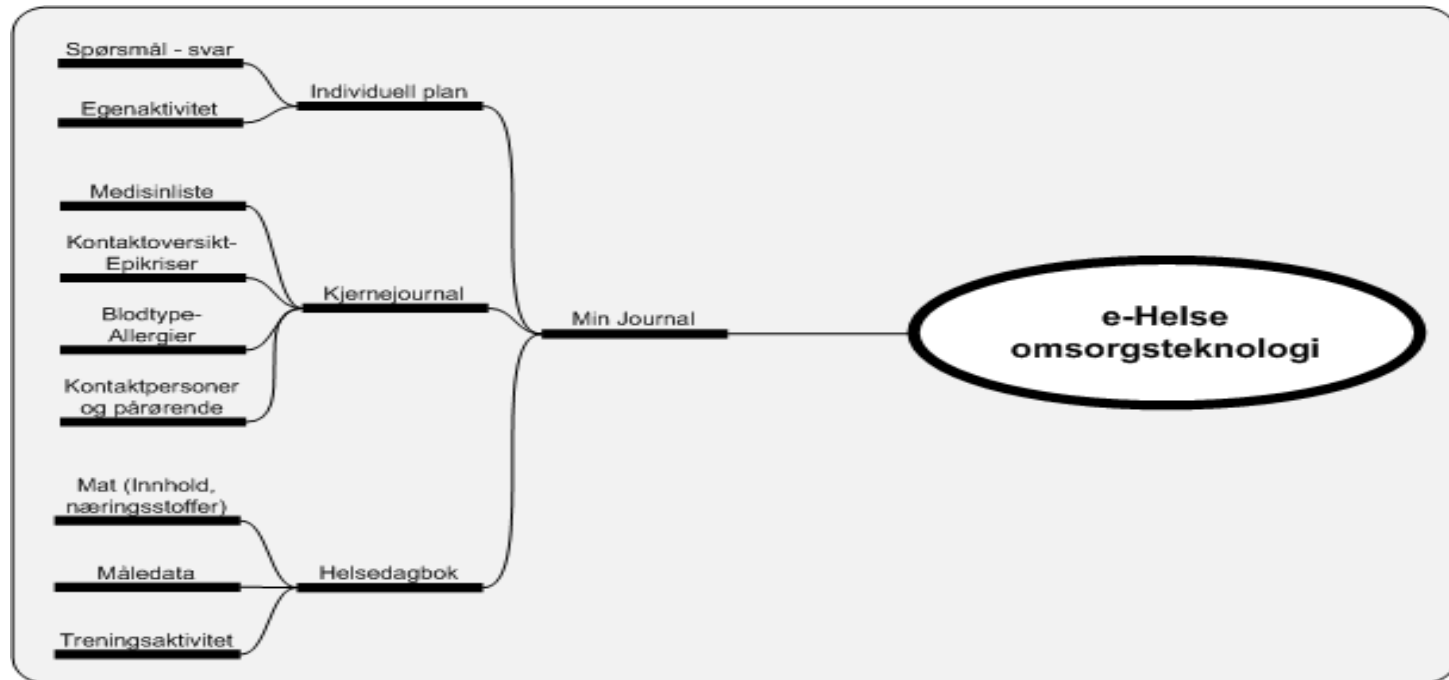 Spørsmål - svar
Egenaktivitet
Individuell plan
Medisinliste
Kontaktoversikt-
Epikriser
Blodtype-
Allergier
Kontaktpersoner
og pårørende
Kjernejournal
Mat (Innhold,
næringsstoffer)
Måledata
Treningsaktivitet
Helsedagbok
Min Journal
e-Helse
omsorgsteknologi